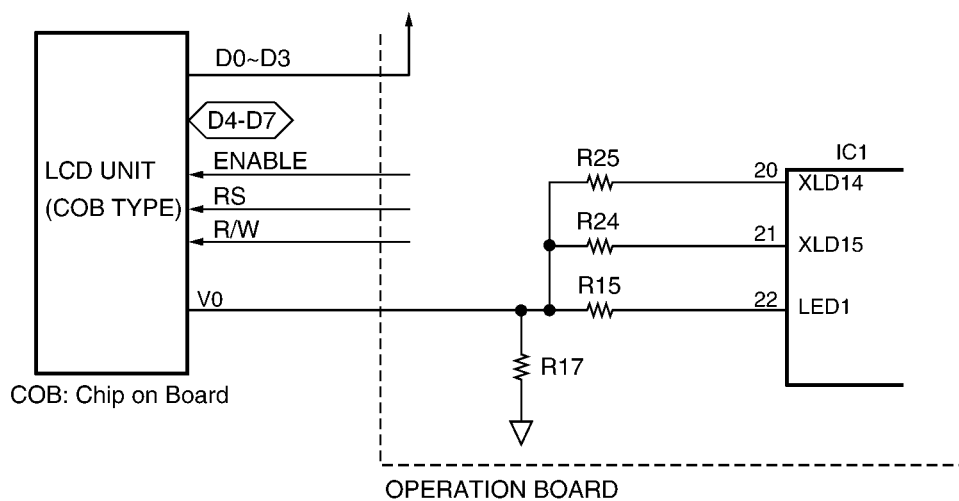 D0~D3
D4-D7
LCD UNIT
(COB TYPE)
ENABLE
RS
R/W
V0
COB: Chip on Board
IC1
R25
20
XLD14
R24
21
XLD15
R15
22
LED1
R17
OPERATION BOARD